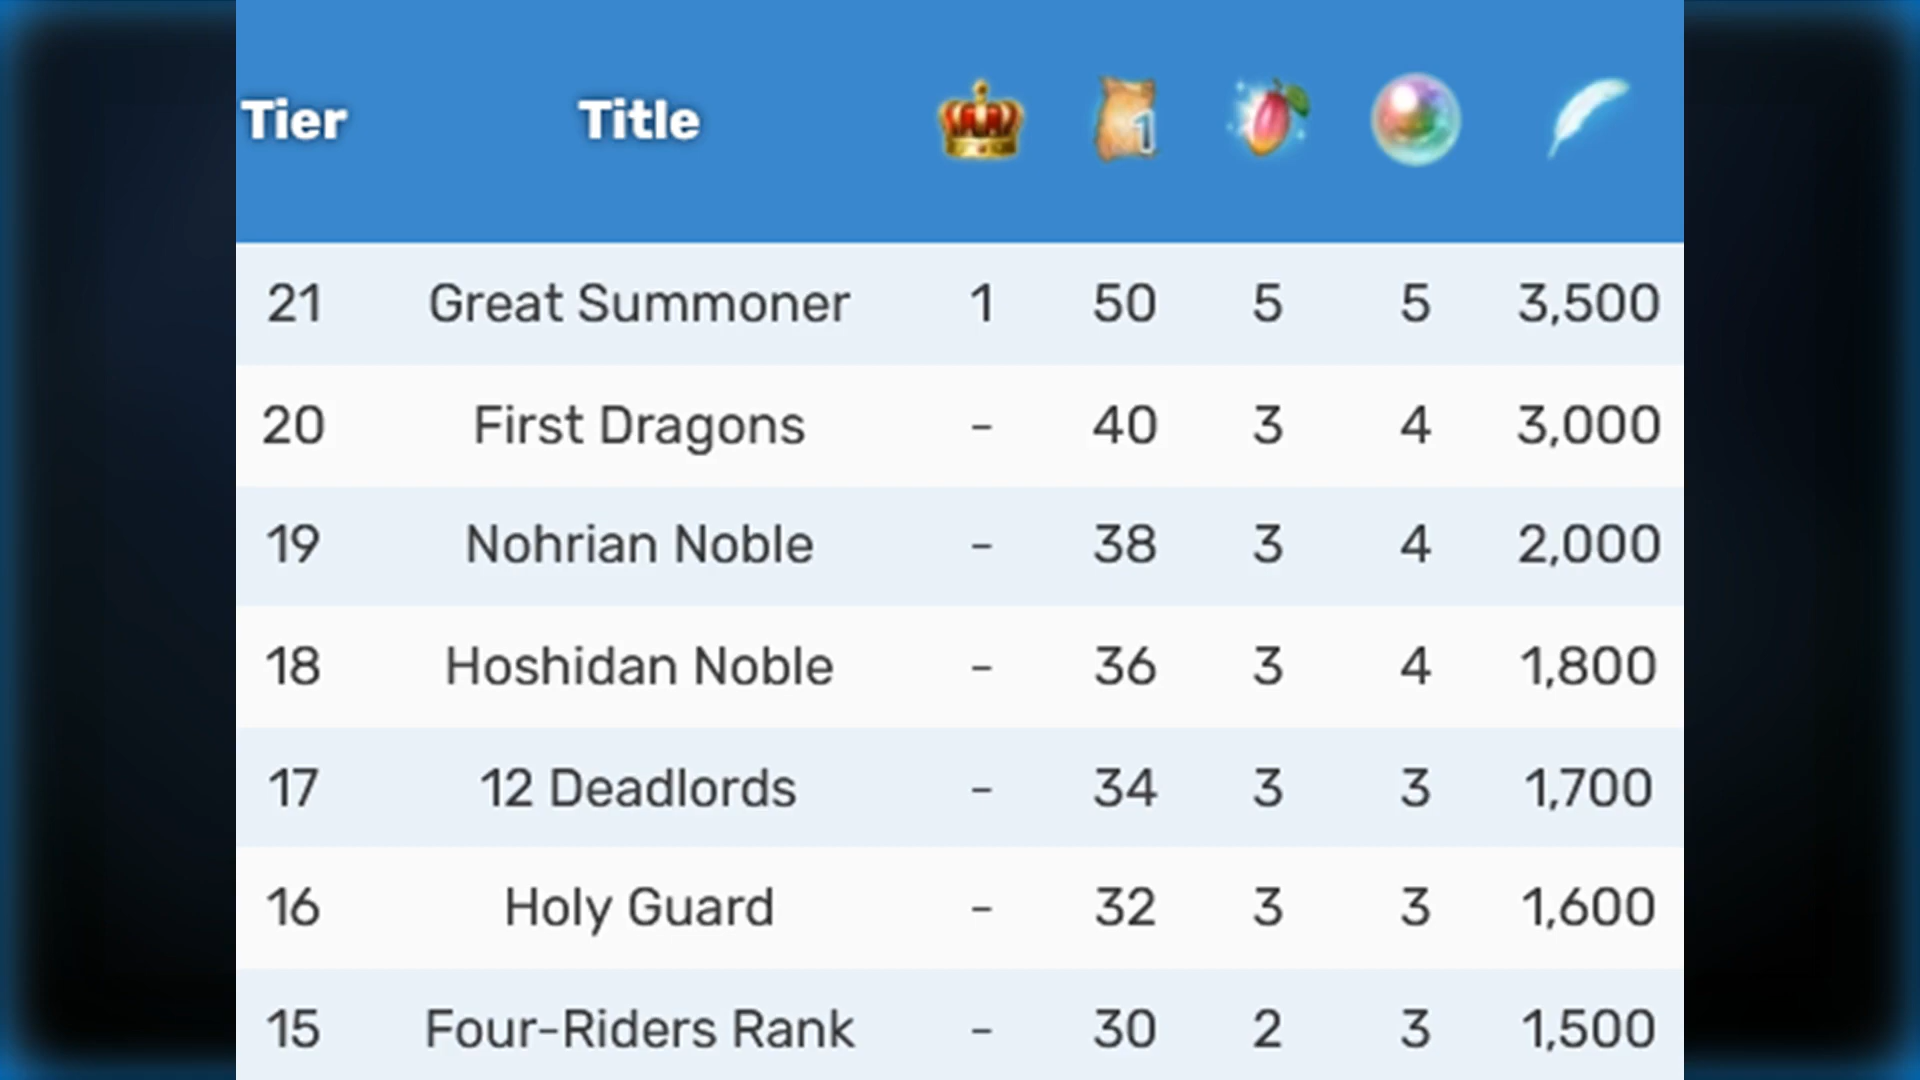 Tier Title 1
21 Great Summoner 1 50 5 5 3,500
20 First Dragons - 40 3 4 3,000
19 Nohrian Noble - 38 3 4 2,000
18 Hoshidan Noble - 36 3 4 1,800
17 12 Deadlords - 34 3 3 1,700
16 Holy Guard - 32 3 3 1,600
15 Four-Riders Rank - 30 2 3 1,500